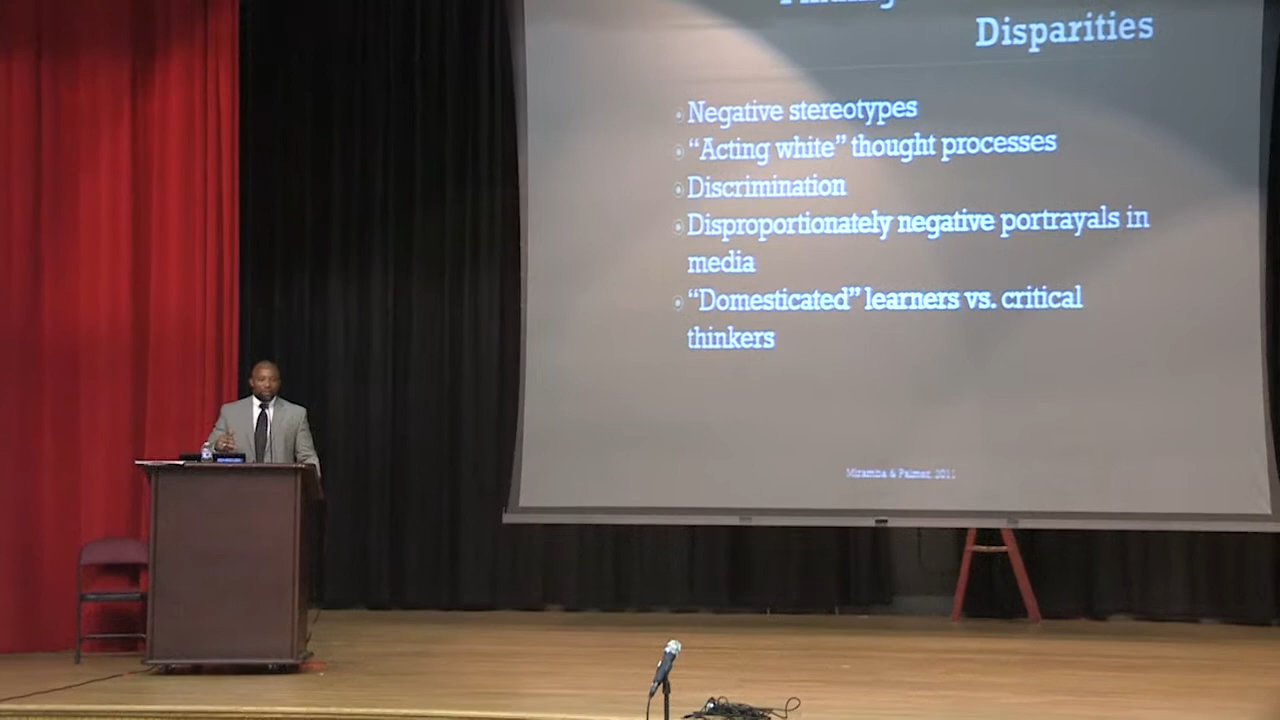 Disparities
Negative stereotypes
“Acting white” thought processes
Discrimination
Disproportionately negative portrayals in
media
“Domesticated” learners vs. critical
thinkers
Miramba & Palmer, 2011